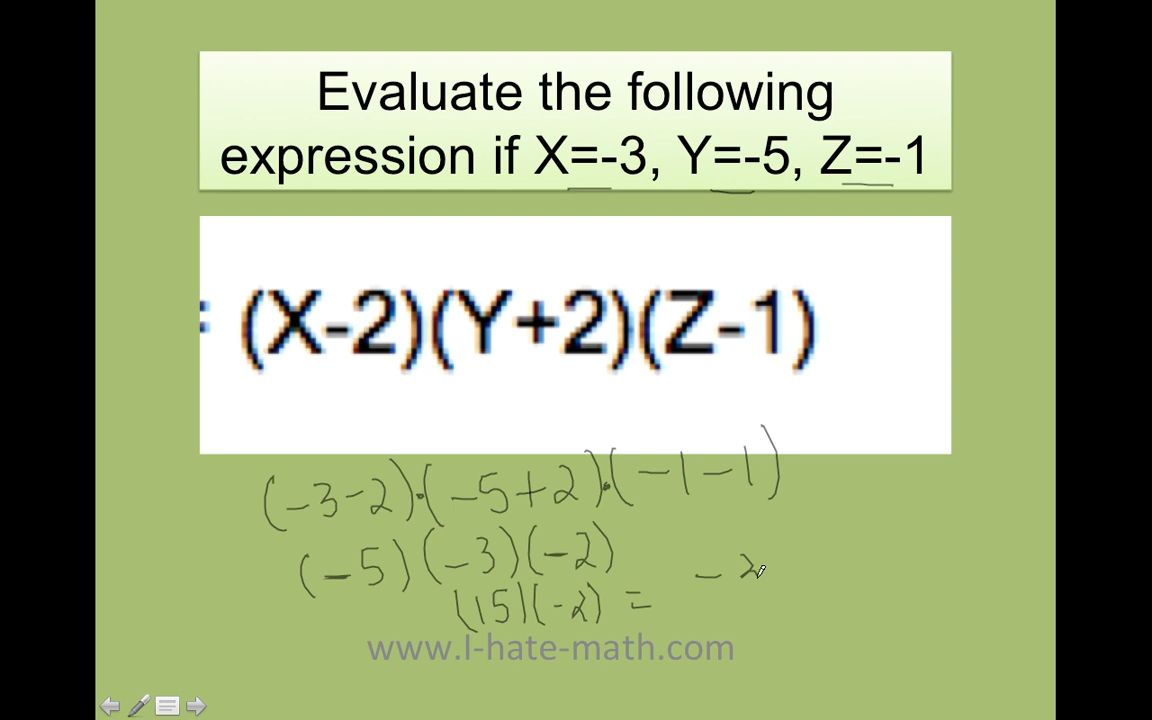 Evaluate the following
expression if X=-3, Y=-5, Z=-1
= (X-2)(Y+2)(Z-1)
(-3-2)·(-5+2)·(-1-1)
(-5)(-3)(-2)
(15)(-2) = -
www.I-hate-math.com